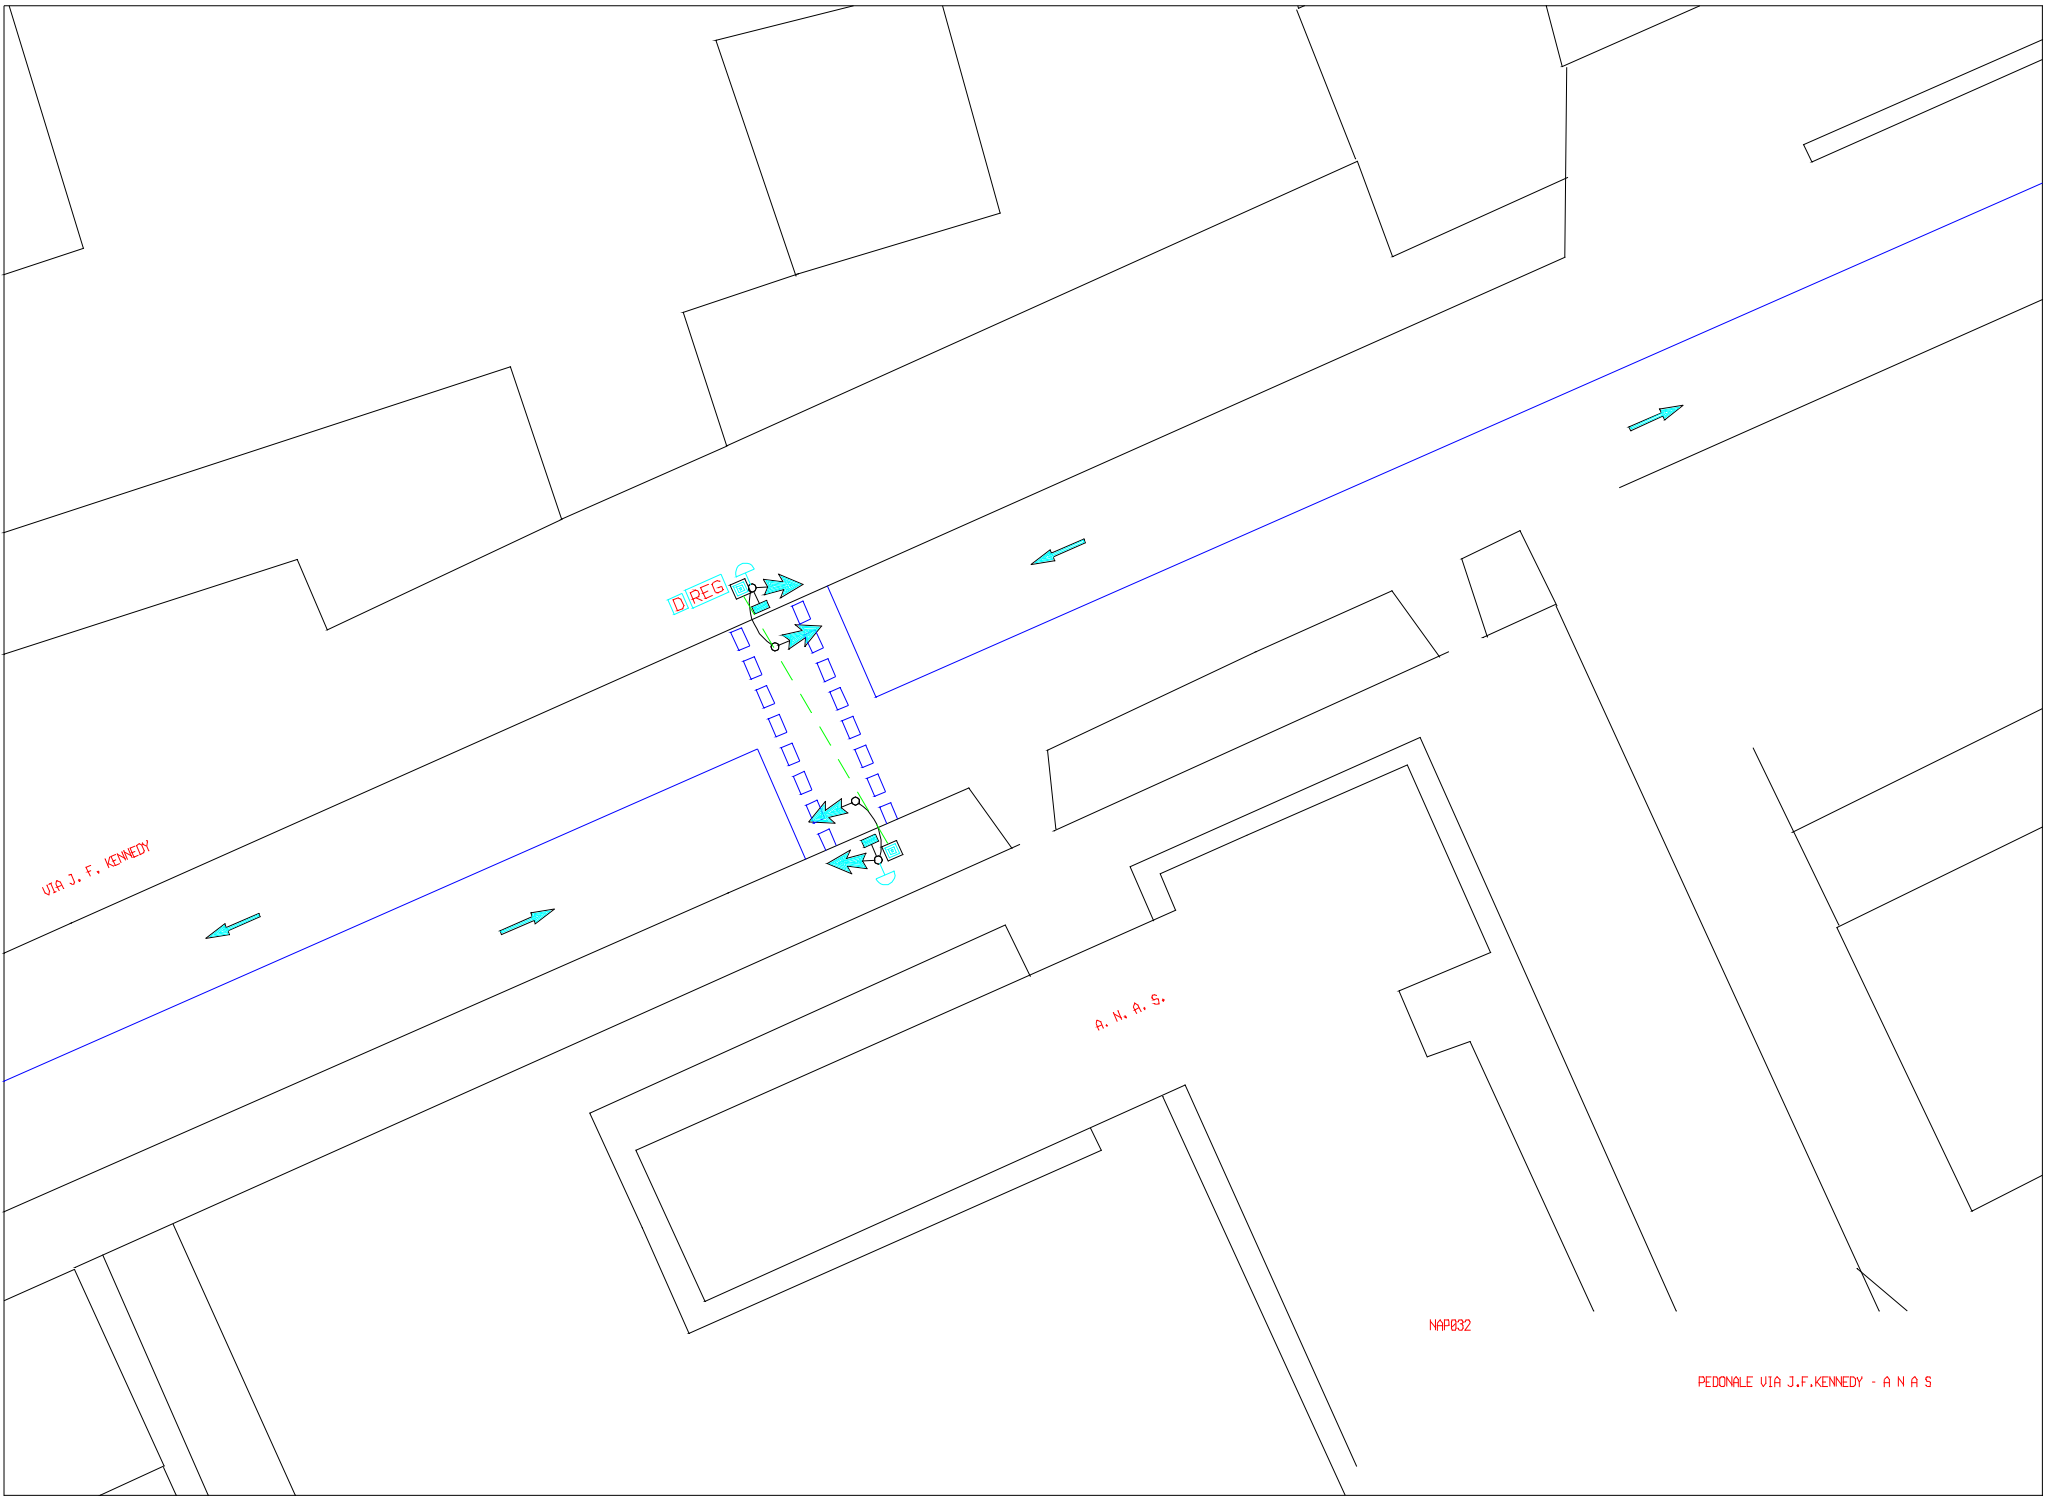 D REG
VIA J. F. KENNEDY
A. N. A. S.
NAP032
PEDONALE VIA J.F.KENNEDY - A N A S